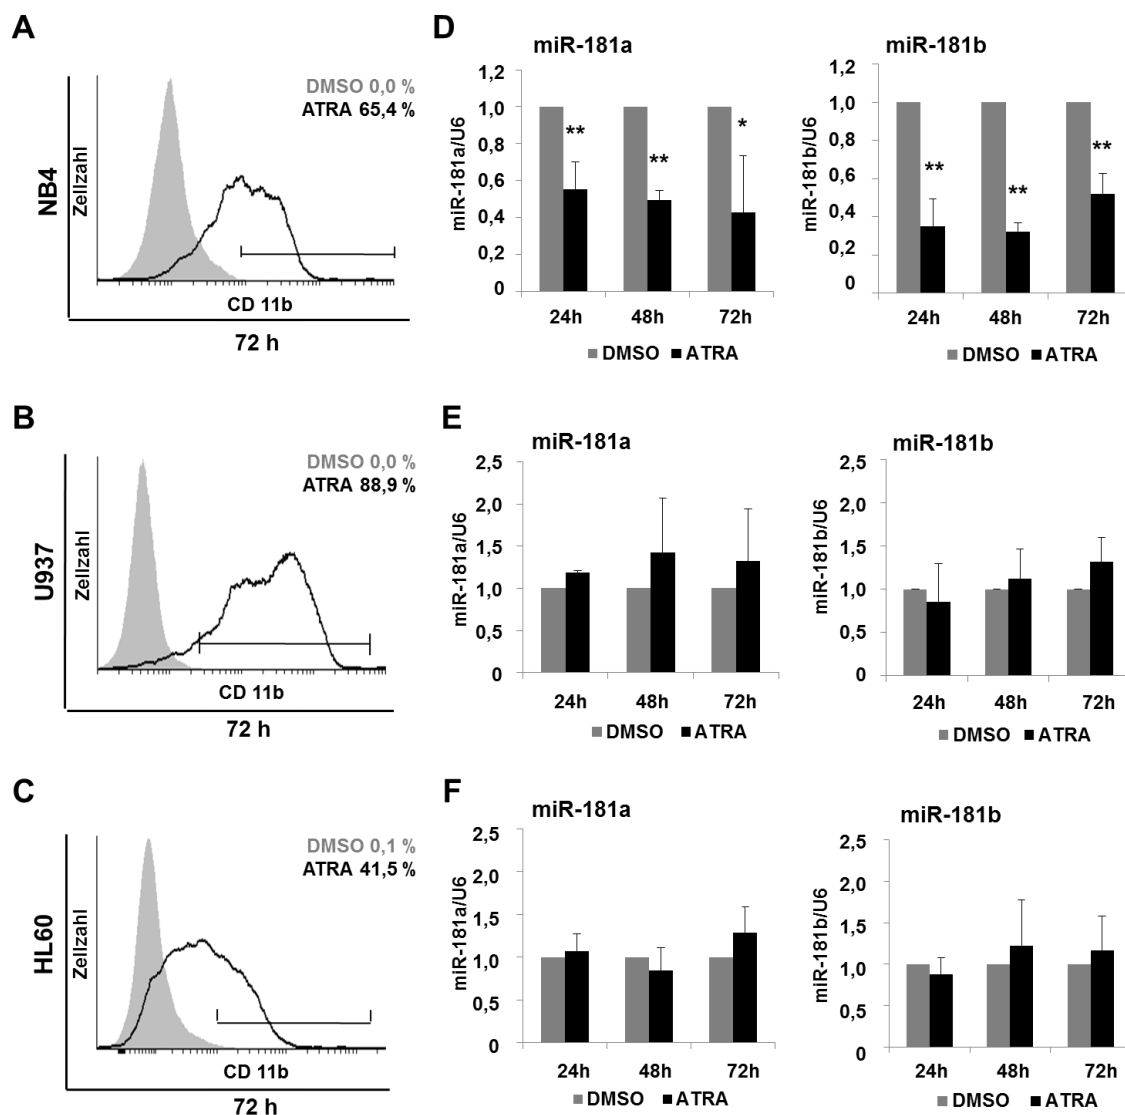 A
DMSO 0,0 %
ATRA 65,4 %
NB4
Zellzahl
CD 11b
72 h
D
miR-181a
miR-181a/U6
1,2
1,0
0,8
0,6
0,4
0,2
0
**
**
*
24h 48h 72h
DMSO ATRA
miR-181b
miR-181b/U6
1,2
1,0
0,8
0,6
0,4
0,2
0
**
**
**
24h 48h 72h
DMSO ATRA
B
DMSO 0,0 %
ATRA 88,9 %
U937
Zellzahl
CD 11b
72 h
E
miR-181a
miR-181a/U6
2,5
2,0
1,5
1,0
0,5
0
24h 48h 72h
DMSO ATRA
miR-181b
miR-181b/U6
2,5
2,0
1,5
1,0
0,5
0
24h 48h 72h
DMSO ATRA
C
DMSO 0,1 %
ATRA 41,5 %
HL60
Zellzahl
CD 11b
72 h
F
miR-181a
miR-181a/U6
2,5
2,0
1,5
1,0
0,5
0
24h 48h 72h
DMSO ATRA
miR-181b
miR-181b/U6
2,5
2,0
1,5
1,0
0,5
0
24h 48h 72h
DMSO ATRA